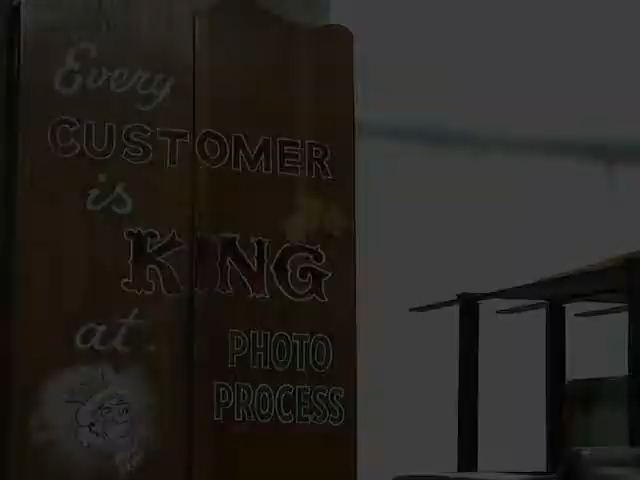 Every
CUSTOMER
is
KING
at
PHOTO
PROCESS